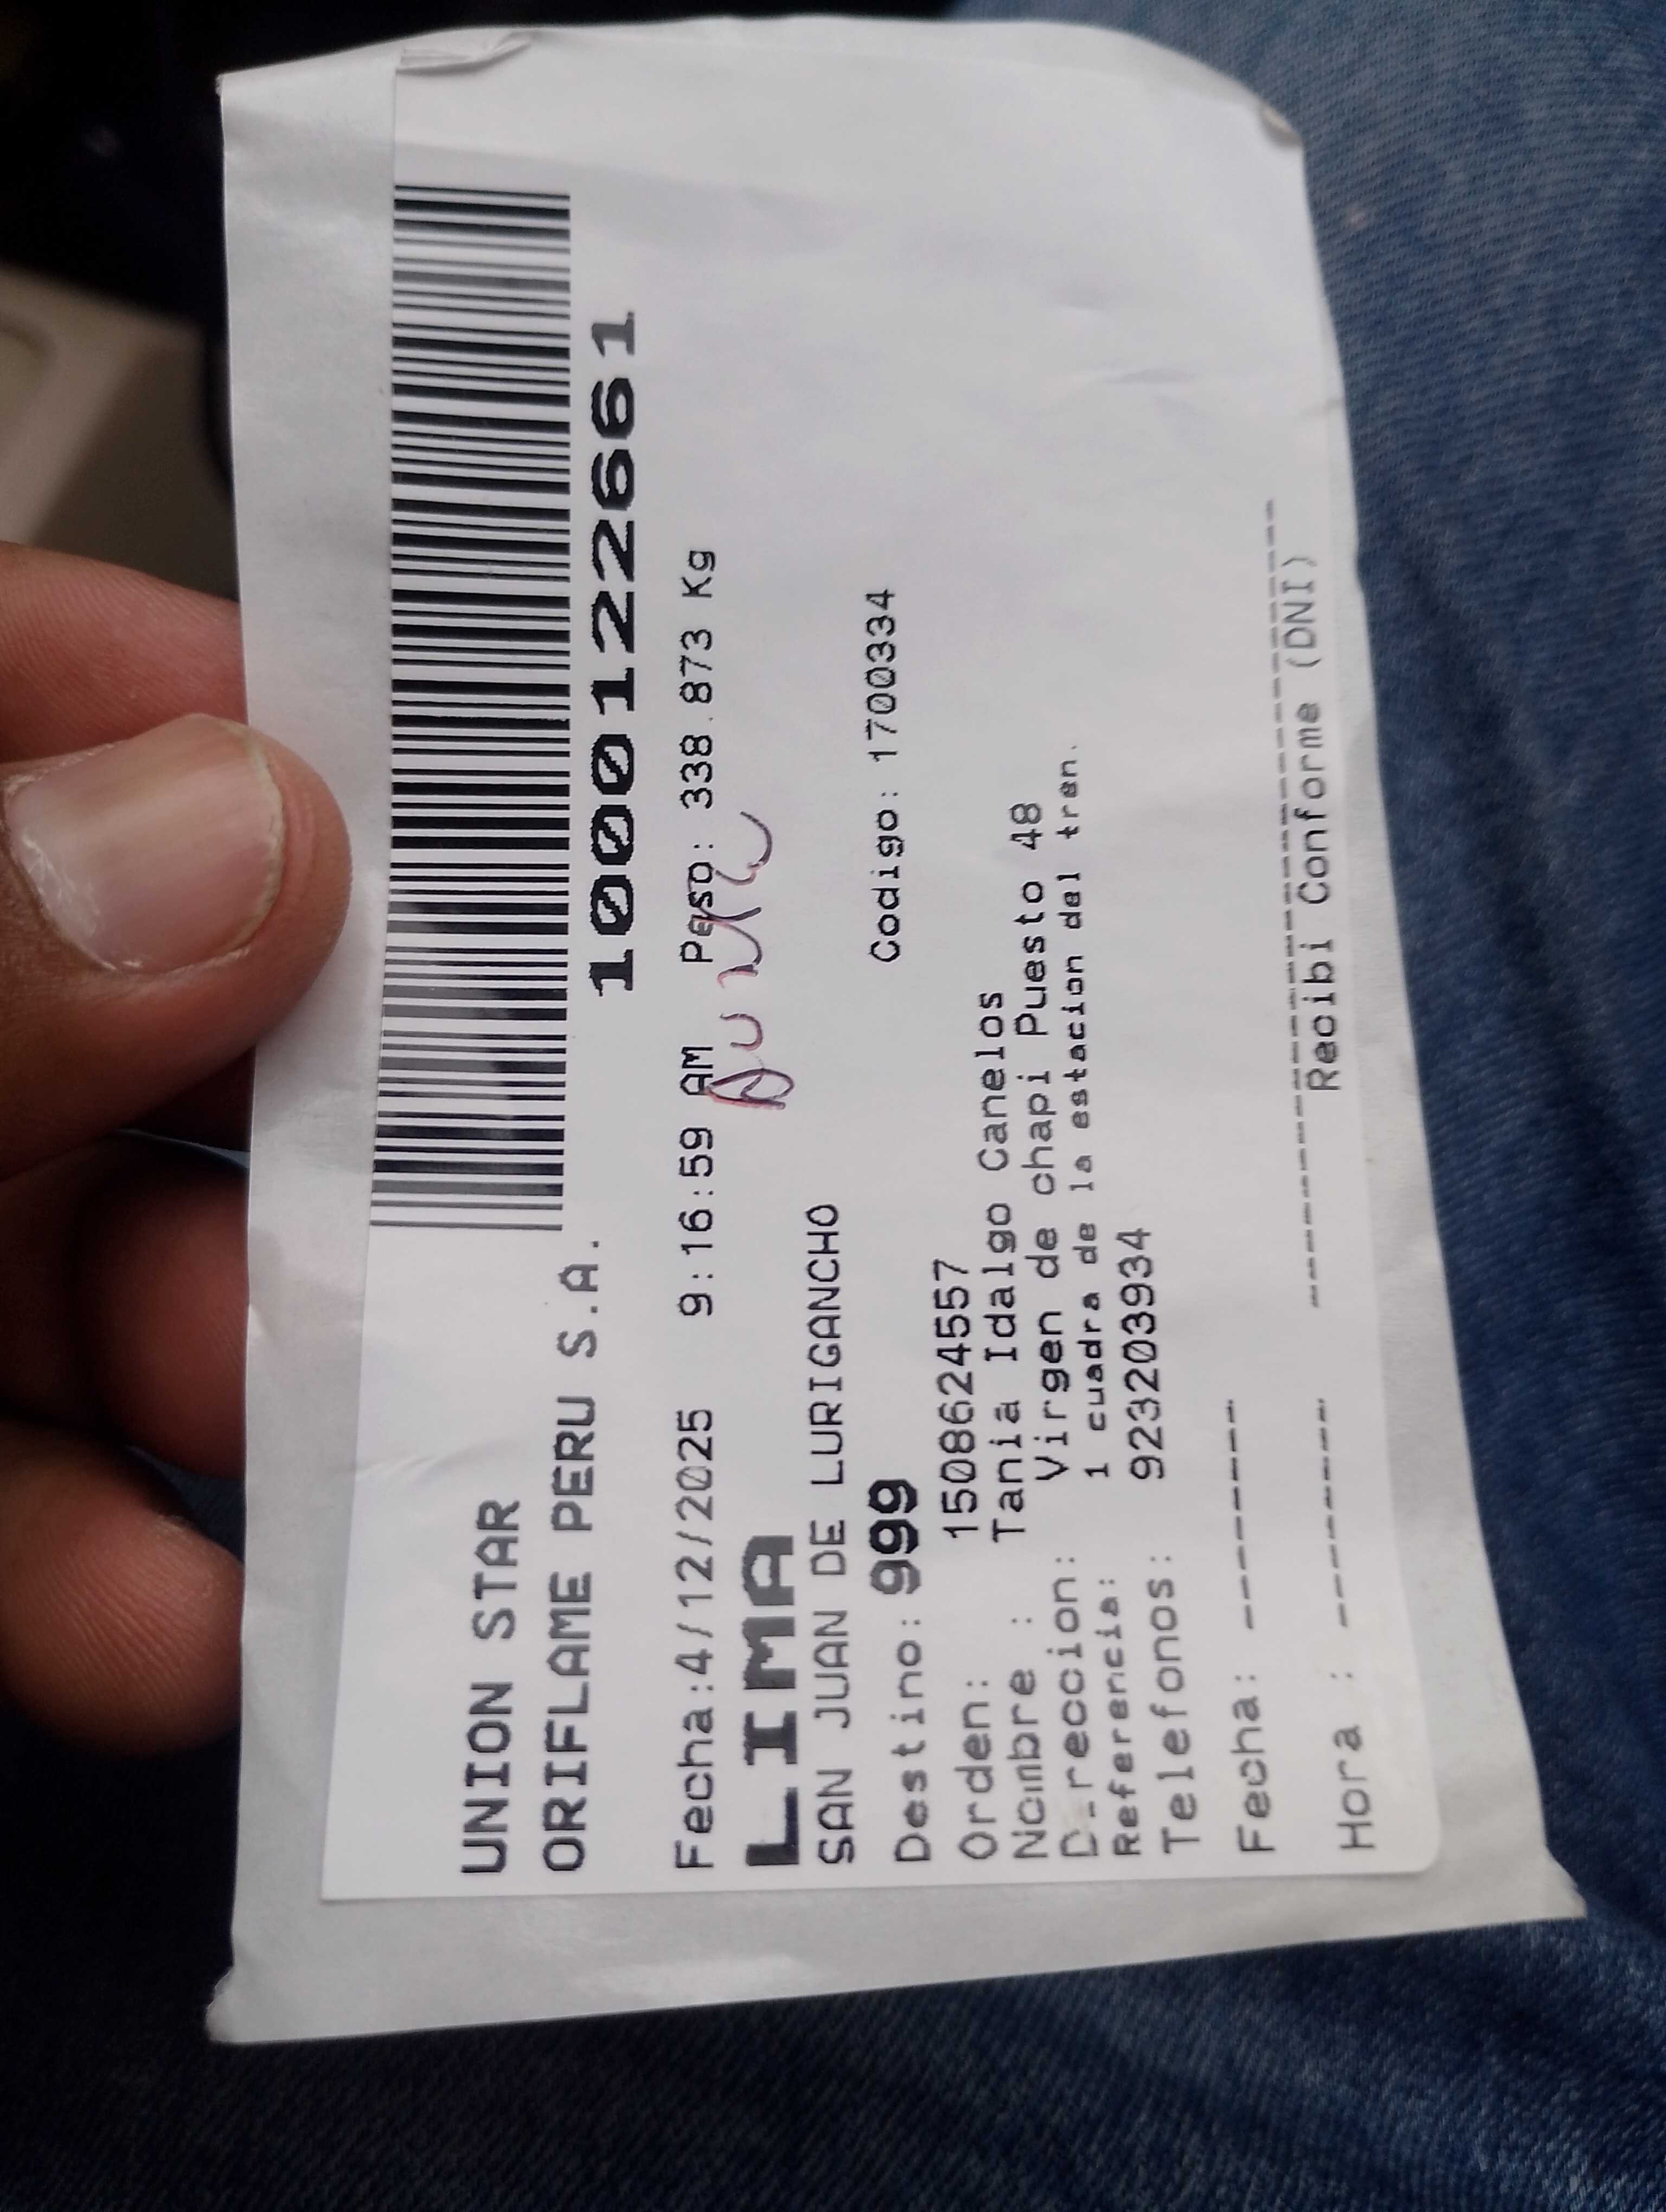 UNION STAR
ORIFLAME PERU S.A.
1000122661
Fecha:4/12/2025 9:16:59 AM Peso: 338.873 Kg
LIMA
SAN JUAN DE LURIGANCHO
Destino: 999 Codigo: 1700334
Orden: 1508624557
Nombre : Tania Idalgo Canelos
Direccion: Virgen de chapi Puesto 48
Referencia: 1 cuadra de la estacion del tren.
Telefonos: 923203934
Fecha: --------
Hora : --------
Recibi Conforme (DNI)